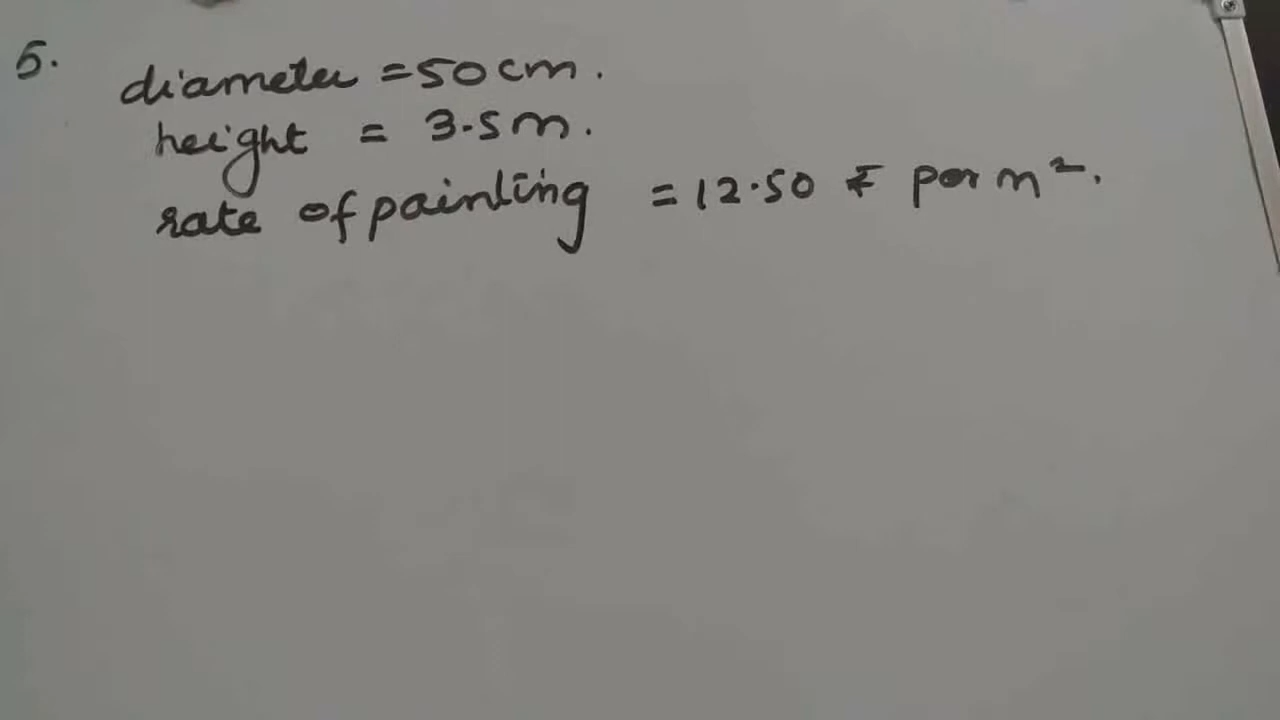 5. diameter = 50 cm.
height = 3.5 m.
rate of painting = 12.50 ₹ per m².